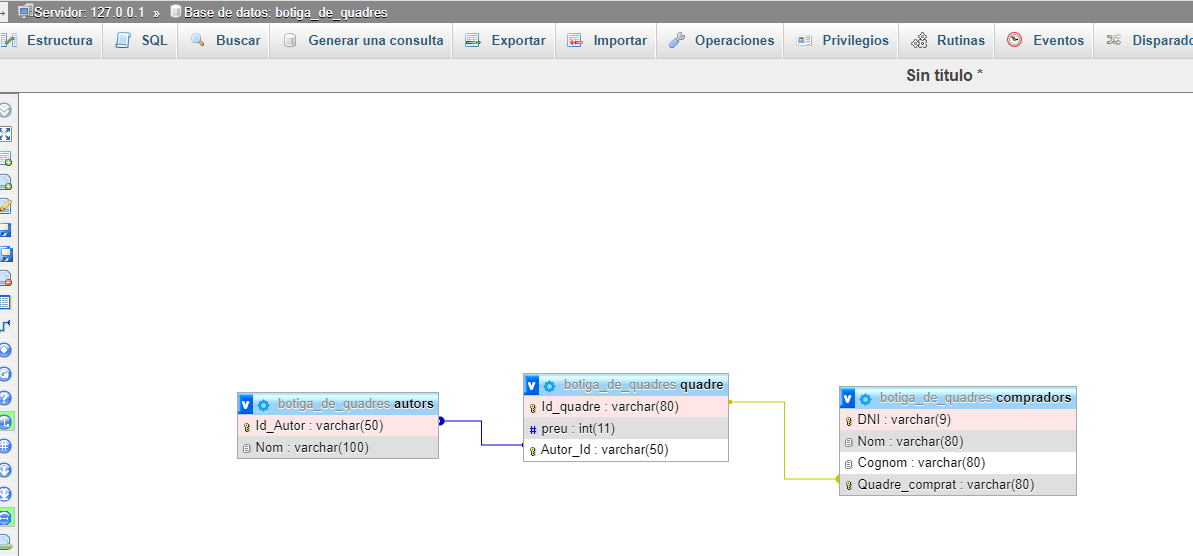 Servidor: 127.0.0.1 » Base de datos: botiga_de_quadres
Estructura SQL Buscar Generar una consulta Exportar Importar Operaciones Privilegios Rutinas Eventos Disparado
Sin título *
botiga_de_quadres autors
Id_Autor : varchar(50)
Nom : varchar(100)
botiga_de_quadres quadre
Id_quadre : varchar(80)
# preu : int(11)
Autor_Id : varchar(50)
botiga_de_quadres compradors
DNI : varchar(9)
Nom : varchar(80)
Cognom : varchar(80)
Quadre_comprat : varchar(80)